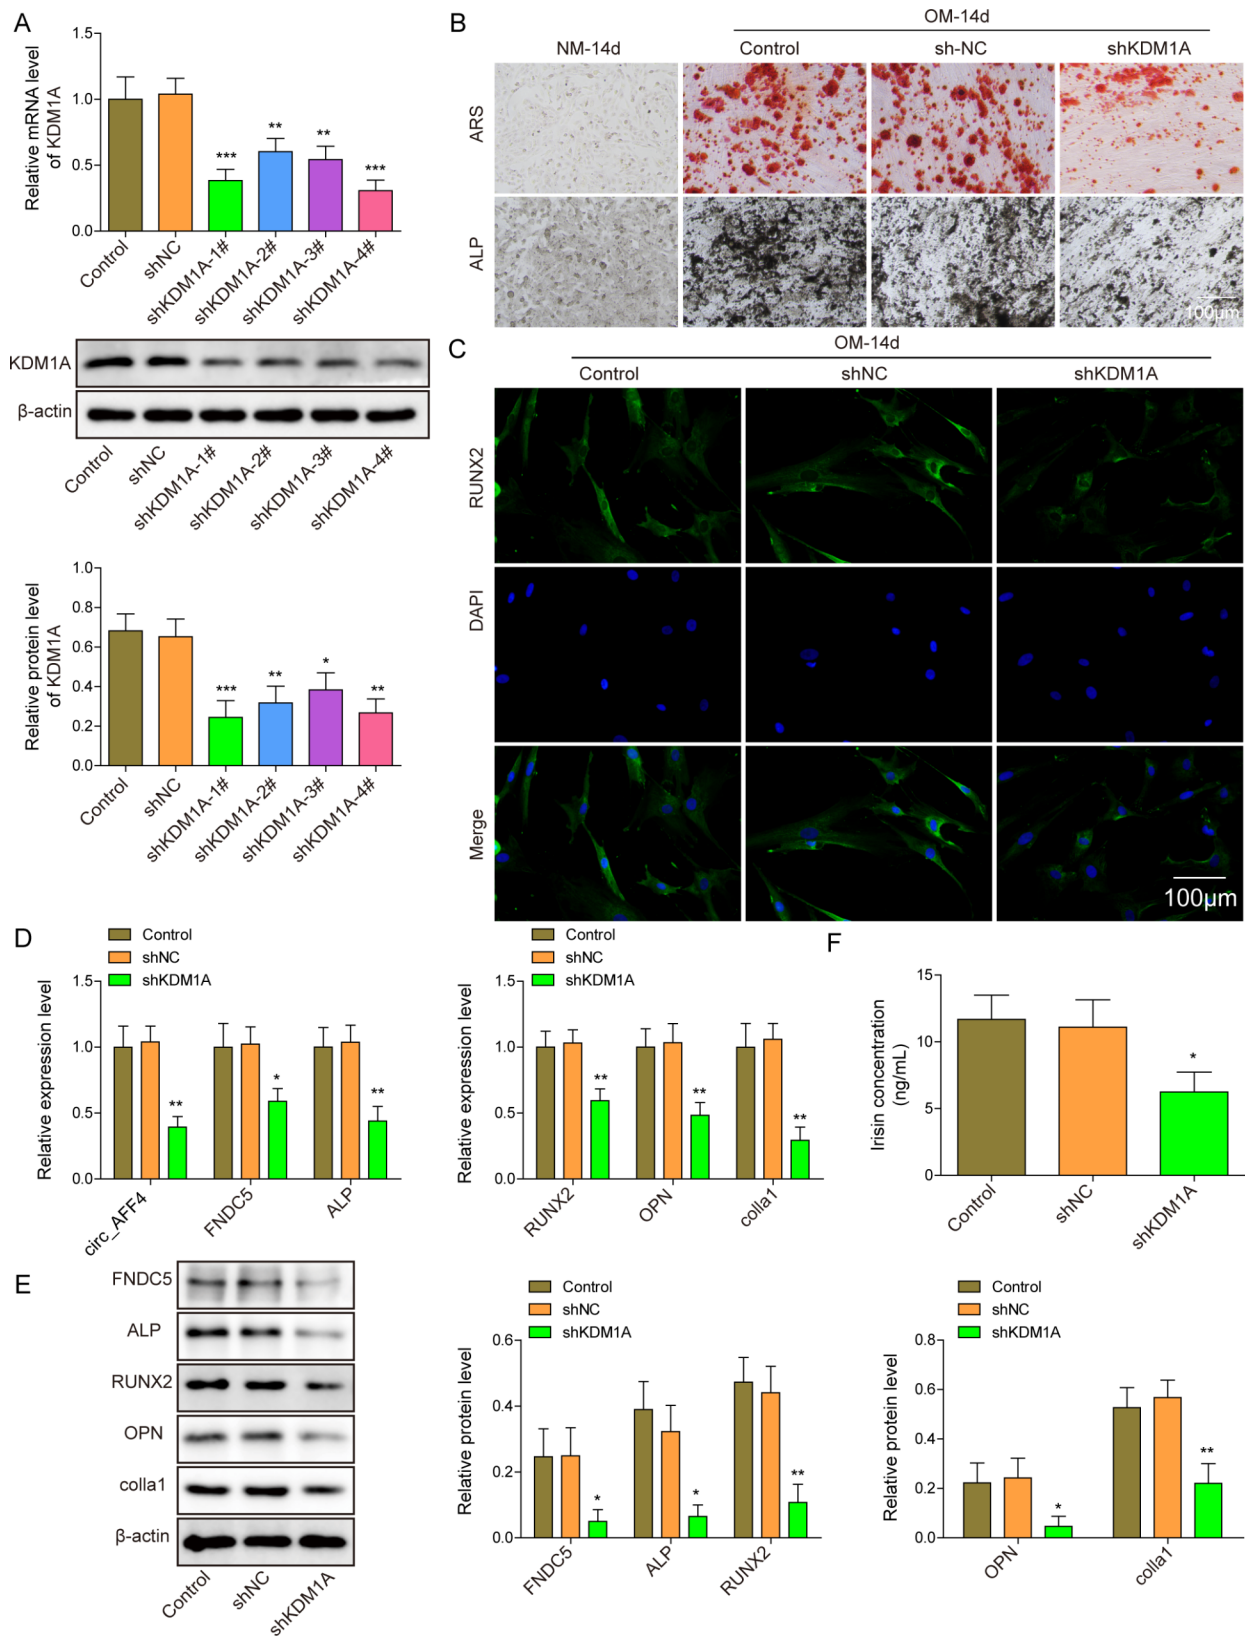 A
Relative mRNA level
of KDM1A
1.5
1.0
0.5
0.0
***
**
**
***
Control
shNC
shKDM1A-1#
shKDM1A-2#
shKDM1A-3#
shKDM1A-4#
KDM1A
β-actin
Control
shNC
shKDM1A-1#
shKDM1A-2#
shKDM1A-3#
shKDM1A-4#
Relative protein level
of KDM1A
1.0
0.8
0.6
0.4
0.2
0.0
***
**
*
**
Control
shNC
shKDM1A-1#
shKDM1A-2#
shKDM1A-3#
shKDM1A-4#
B
OM-14d
NM-14d
Control
sh-NC
shKDM1A
ARS
ALP
100μm
C
OM-14d
Control
shNC
shKDM1A
RUNX2
DAPI
Merge
100μm
D
Control
shNC
shKDM1A
Relative expression level
1.5
1.0
0.5
0.0
**
*
**
circ_AFF4
FNDC5
ALP
Control
shNC
shKDM1A
Relative expression level
1.5
1.0
0.5
0.0
**
**
**
RUNX2
OPN
colla1
F
Irisin concentration
(ng/mL)
15
10
5
0
*
Control
shNC
shKDM1A
E
FNDC5
ALP
RUNX2
OPN
colla1
β-actin
Control
shNC
shKDM1A
Control
shNC
shKDM1A
Relative protein level
0.6
0.4
0.2
0.0
*
*
**
FNDC5
ALP
RUNX2
Control
shNC
shKDM1A
Relative protein level
0.8
0.6
0.4
0.2
0.0
*
**
OPN
colla1